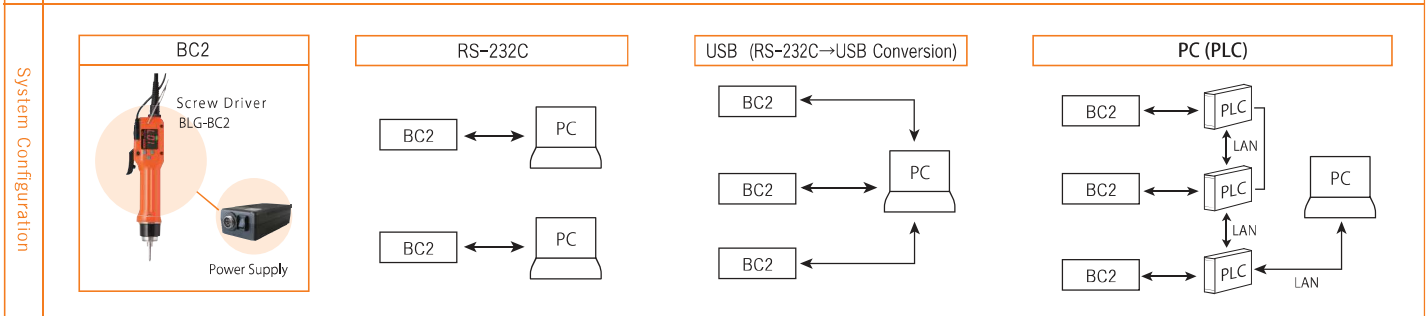 System Configuration
BC2
Screw Driver
BLG-BC2
Power Supply
RS-232C
BC2
PC
BC2
PC
USB (RS-232C→USB Conversion)
BC2
BC2
PC
BC2
PC (PLC)
BC2
PLC
LAN
BC2
PLC
PC
LAN
BC2
PLC
LAN